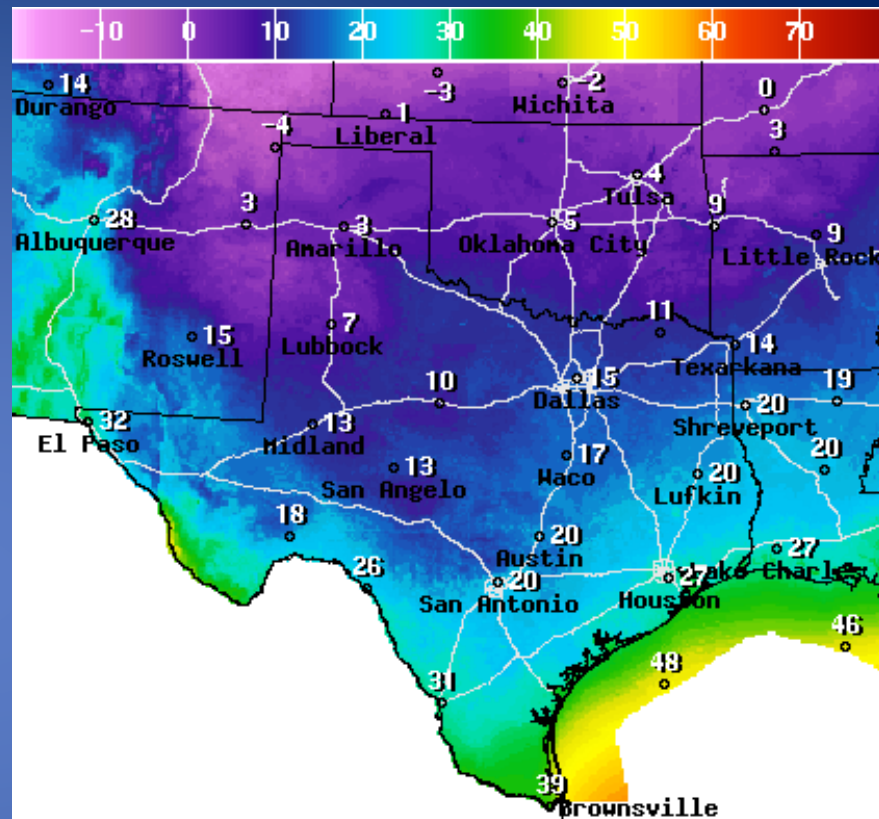 -10 0 10 20 30 40 50 60 70
14
Durango
-3
-2
Wichita
0
1
Liberal
-4
3
4
Tulsa
28
Albuquerque
3
3
Amarillo
5
Oklahoma City
9
9
Little Rock
15
Roswell
7
Lubbock
11
14
Texarkana
10
15
Dallas
19
20
Shreveport
32
El Paso
13
Midland
13
San Angelo
17
Waco
20
Lufkin
20
18
20
Austin
26
20
San Antonio
27
Houston
27
Lake Charles
46
48
31
39
Brownsville